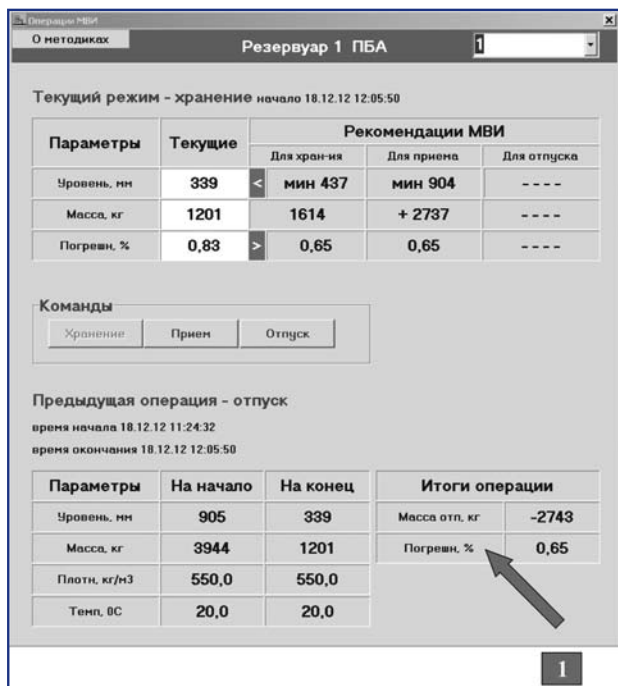 Операции МВИ
О методиках
Резервуар 1 ПБА
1
Текущий режим - хранение начало 18.12.12 12:05:50
Параметры Текущие Рекомендации МВИ
Для хран-ия Для приема Для отпуска
Уровень, мм 339 < мин 437 мин 904 ----
Масса, кг 1201 1614 + 2737 ----
Погрешн, % 0,83 > 0,65 0,65 ----
Команды
Хранение Прием Отпуск
Предыдущая операция - отпуск
время начала 18.12.12 11:24:32
время окончания 18.12.12 12:05:50
Параметры На начало На конец Итоги операции
Уровень, мм 905 339 Масса отп, кг -2743
Масса, кг 3944 1201 Погрешн, % 0,65
Плотн, кг/м3 550,0 550,0
Темп, 0С 20,0 20,0
1